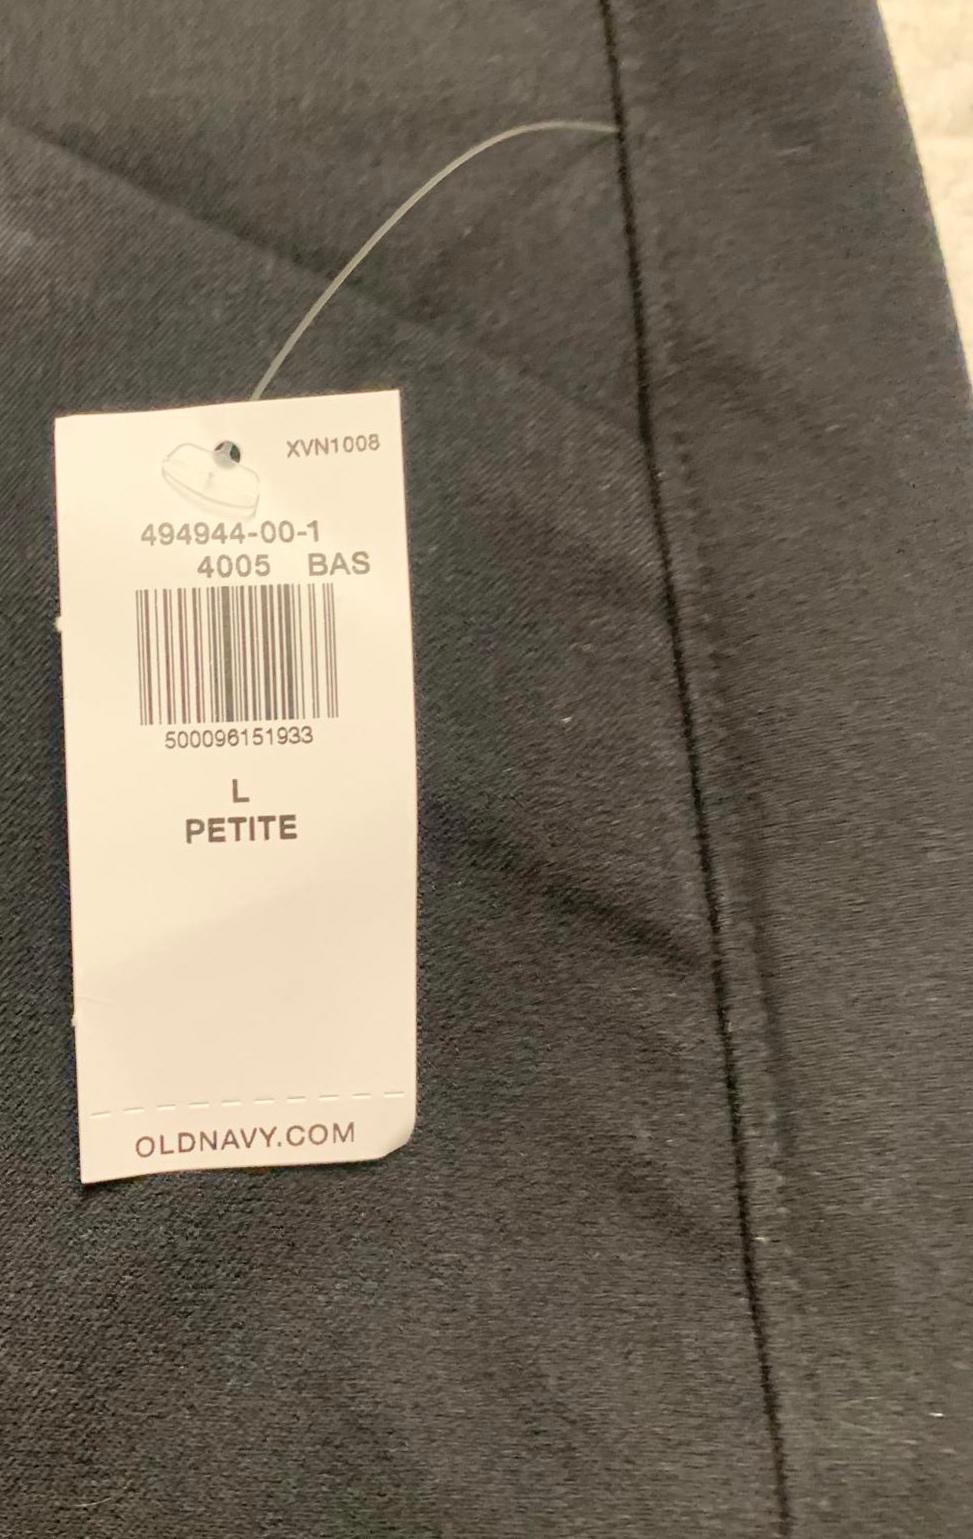 XVN1008
494944-00-1
4005 BAS
500096151933
L
PETITE
OLDNAVY.COM